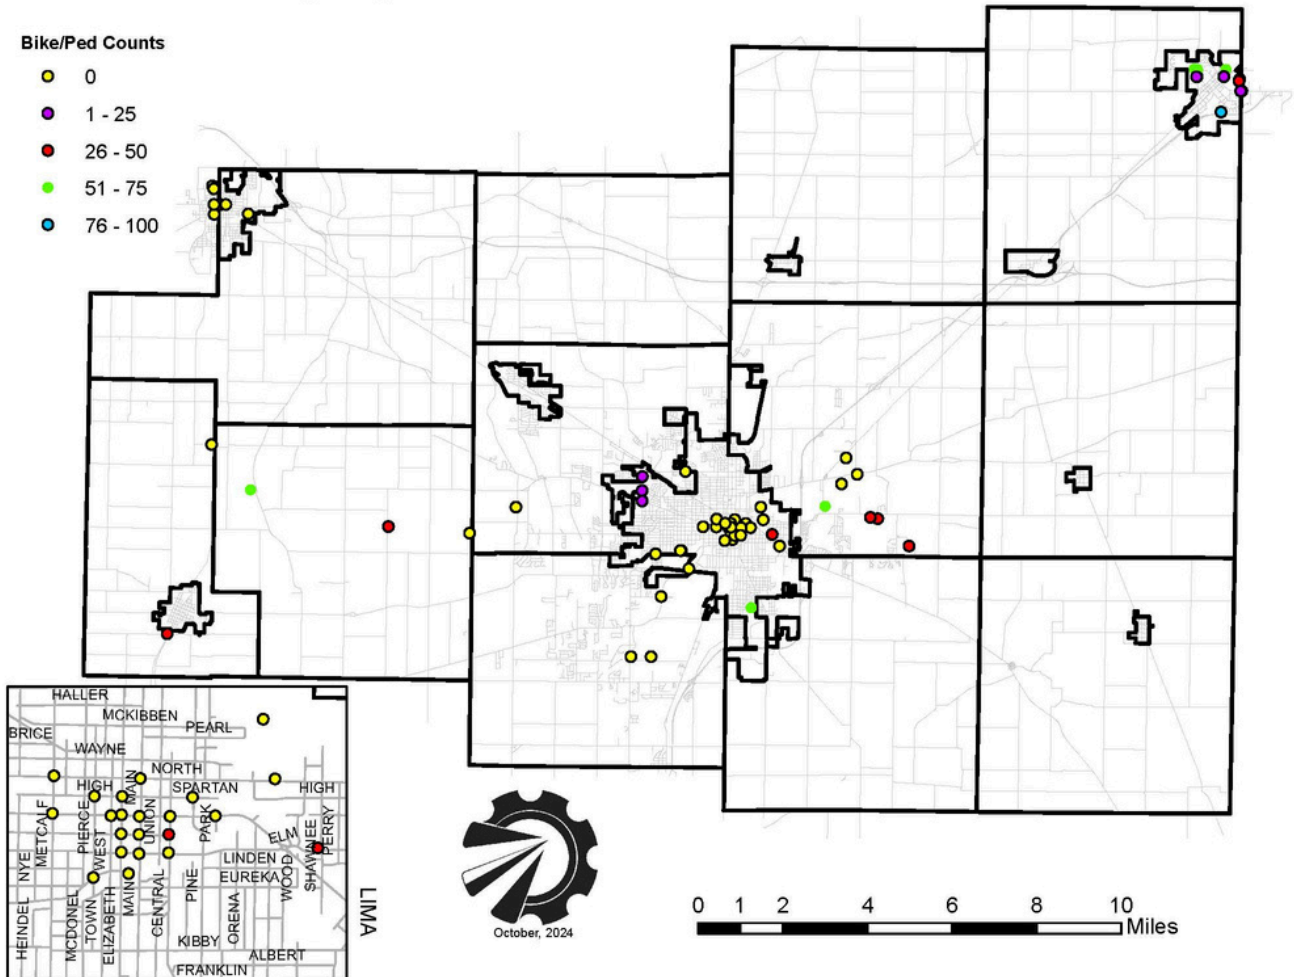 Bike/Ped Counts
0
1 - 25
26 - 50
51 - 75
76 - 100
HALLER
MCKIBBEN
PEARL
BRICE
WAYNE
NORTH
HIGH
MAIN
SPARTAN
HIGH
METCALF
PIERCE
WEST
UNION
PARK
ELM
SHAWNEE
PERRY
LINDEN
EUREKA
WOOD
NYE
HEINDEL
MCDONEL
TOWN
ELIZABETH
MAIN
CENTRAL
PINE
ORENA
KIBBY
ALBERT
FRANKLIN
LIMA
October, 2024
0 1 2 4 6 8 10
Miles